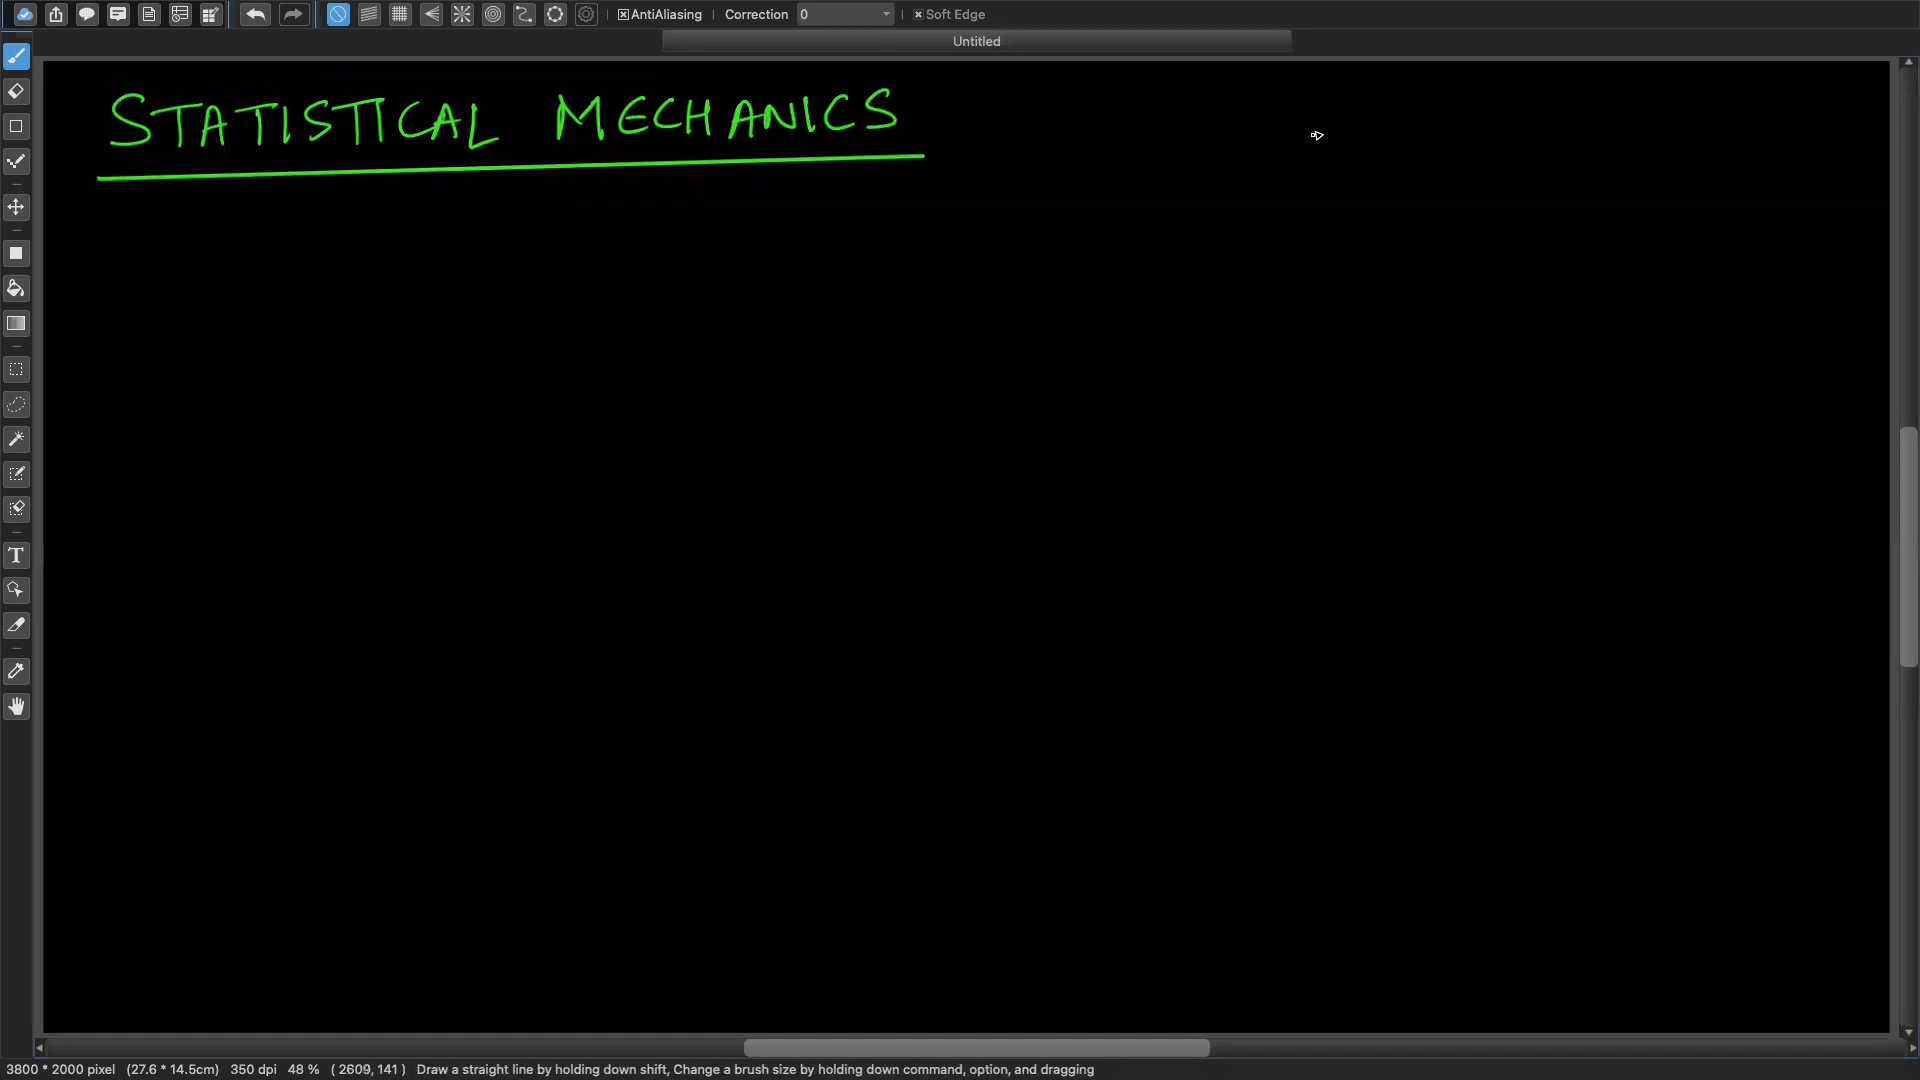 AntiAliasing Correction 0 Soft Edge
Untitled
STATISTICAL MECHANICS
T
3800 * 2000 pixel (27.6 * 14.5cm) 350 dpi 48 % ( 2609, 141 ) Draw a straight line by holding down shift, Change a brush size by holding down command, option, and dragging